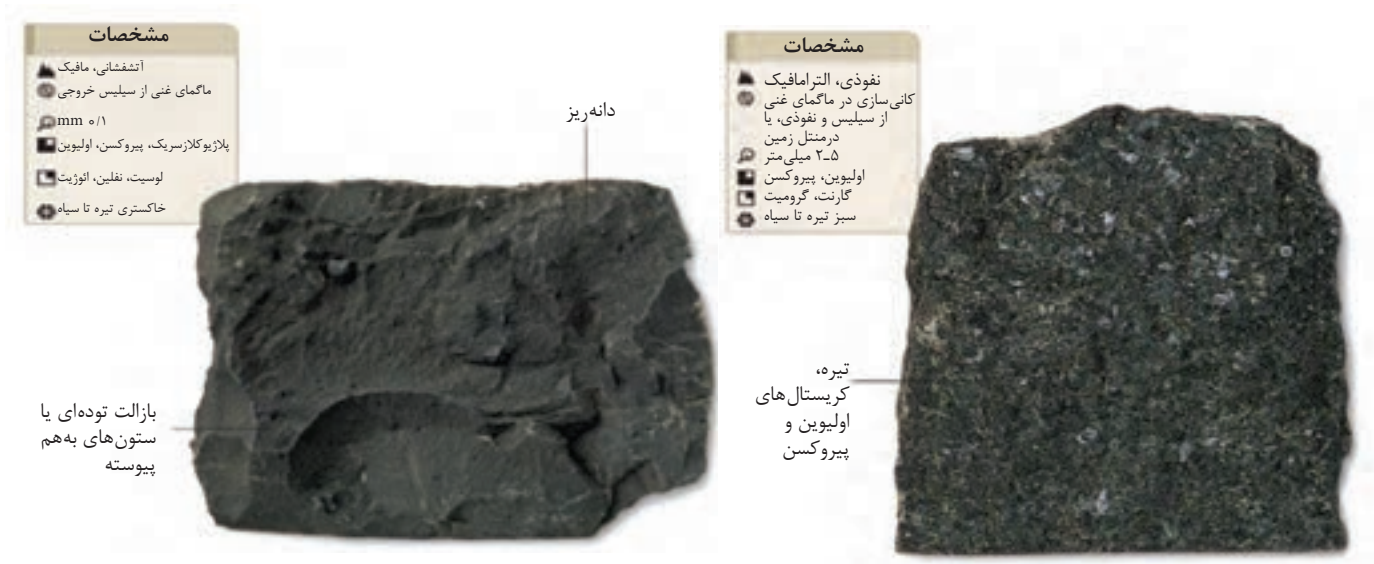 مشخصات
نفوذی، الترامافیک
کانی‌سازی در ماگمای غنی
از سیلیس و نفوذی، یا
درمنتل زمین
۲ـ۵ میلی‌متر
اولیوین، پیروکسن
گارنت، گرومیت
سبز تیره تا سیاه
تیره،
کریستال‌های
اولیوین و
پیروکسن
مشخصات
آتشفشانی، مافیک
ماگمای غنی از سیلیس خروجی
۰/۱ mm
پلاژیوکلازسریک، پیروکسن، اولیوین
لوسیت، نفلین، ائوژیت
خاکستری تیره تا سیاه
دانه‌ریز
بازالت توده‌ای یا
ستون‌های به‌هم
پیوسته